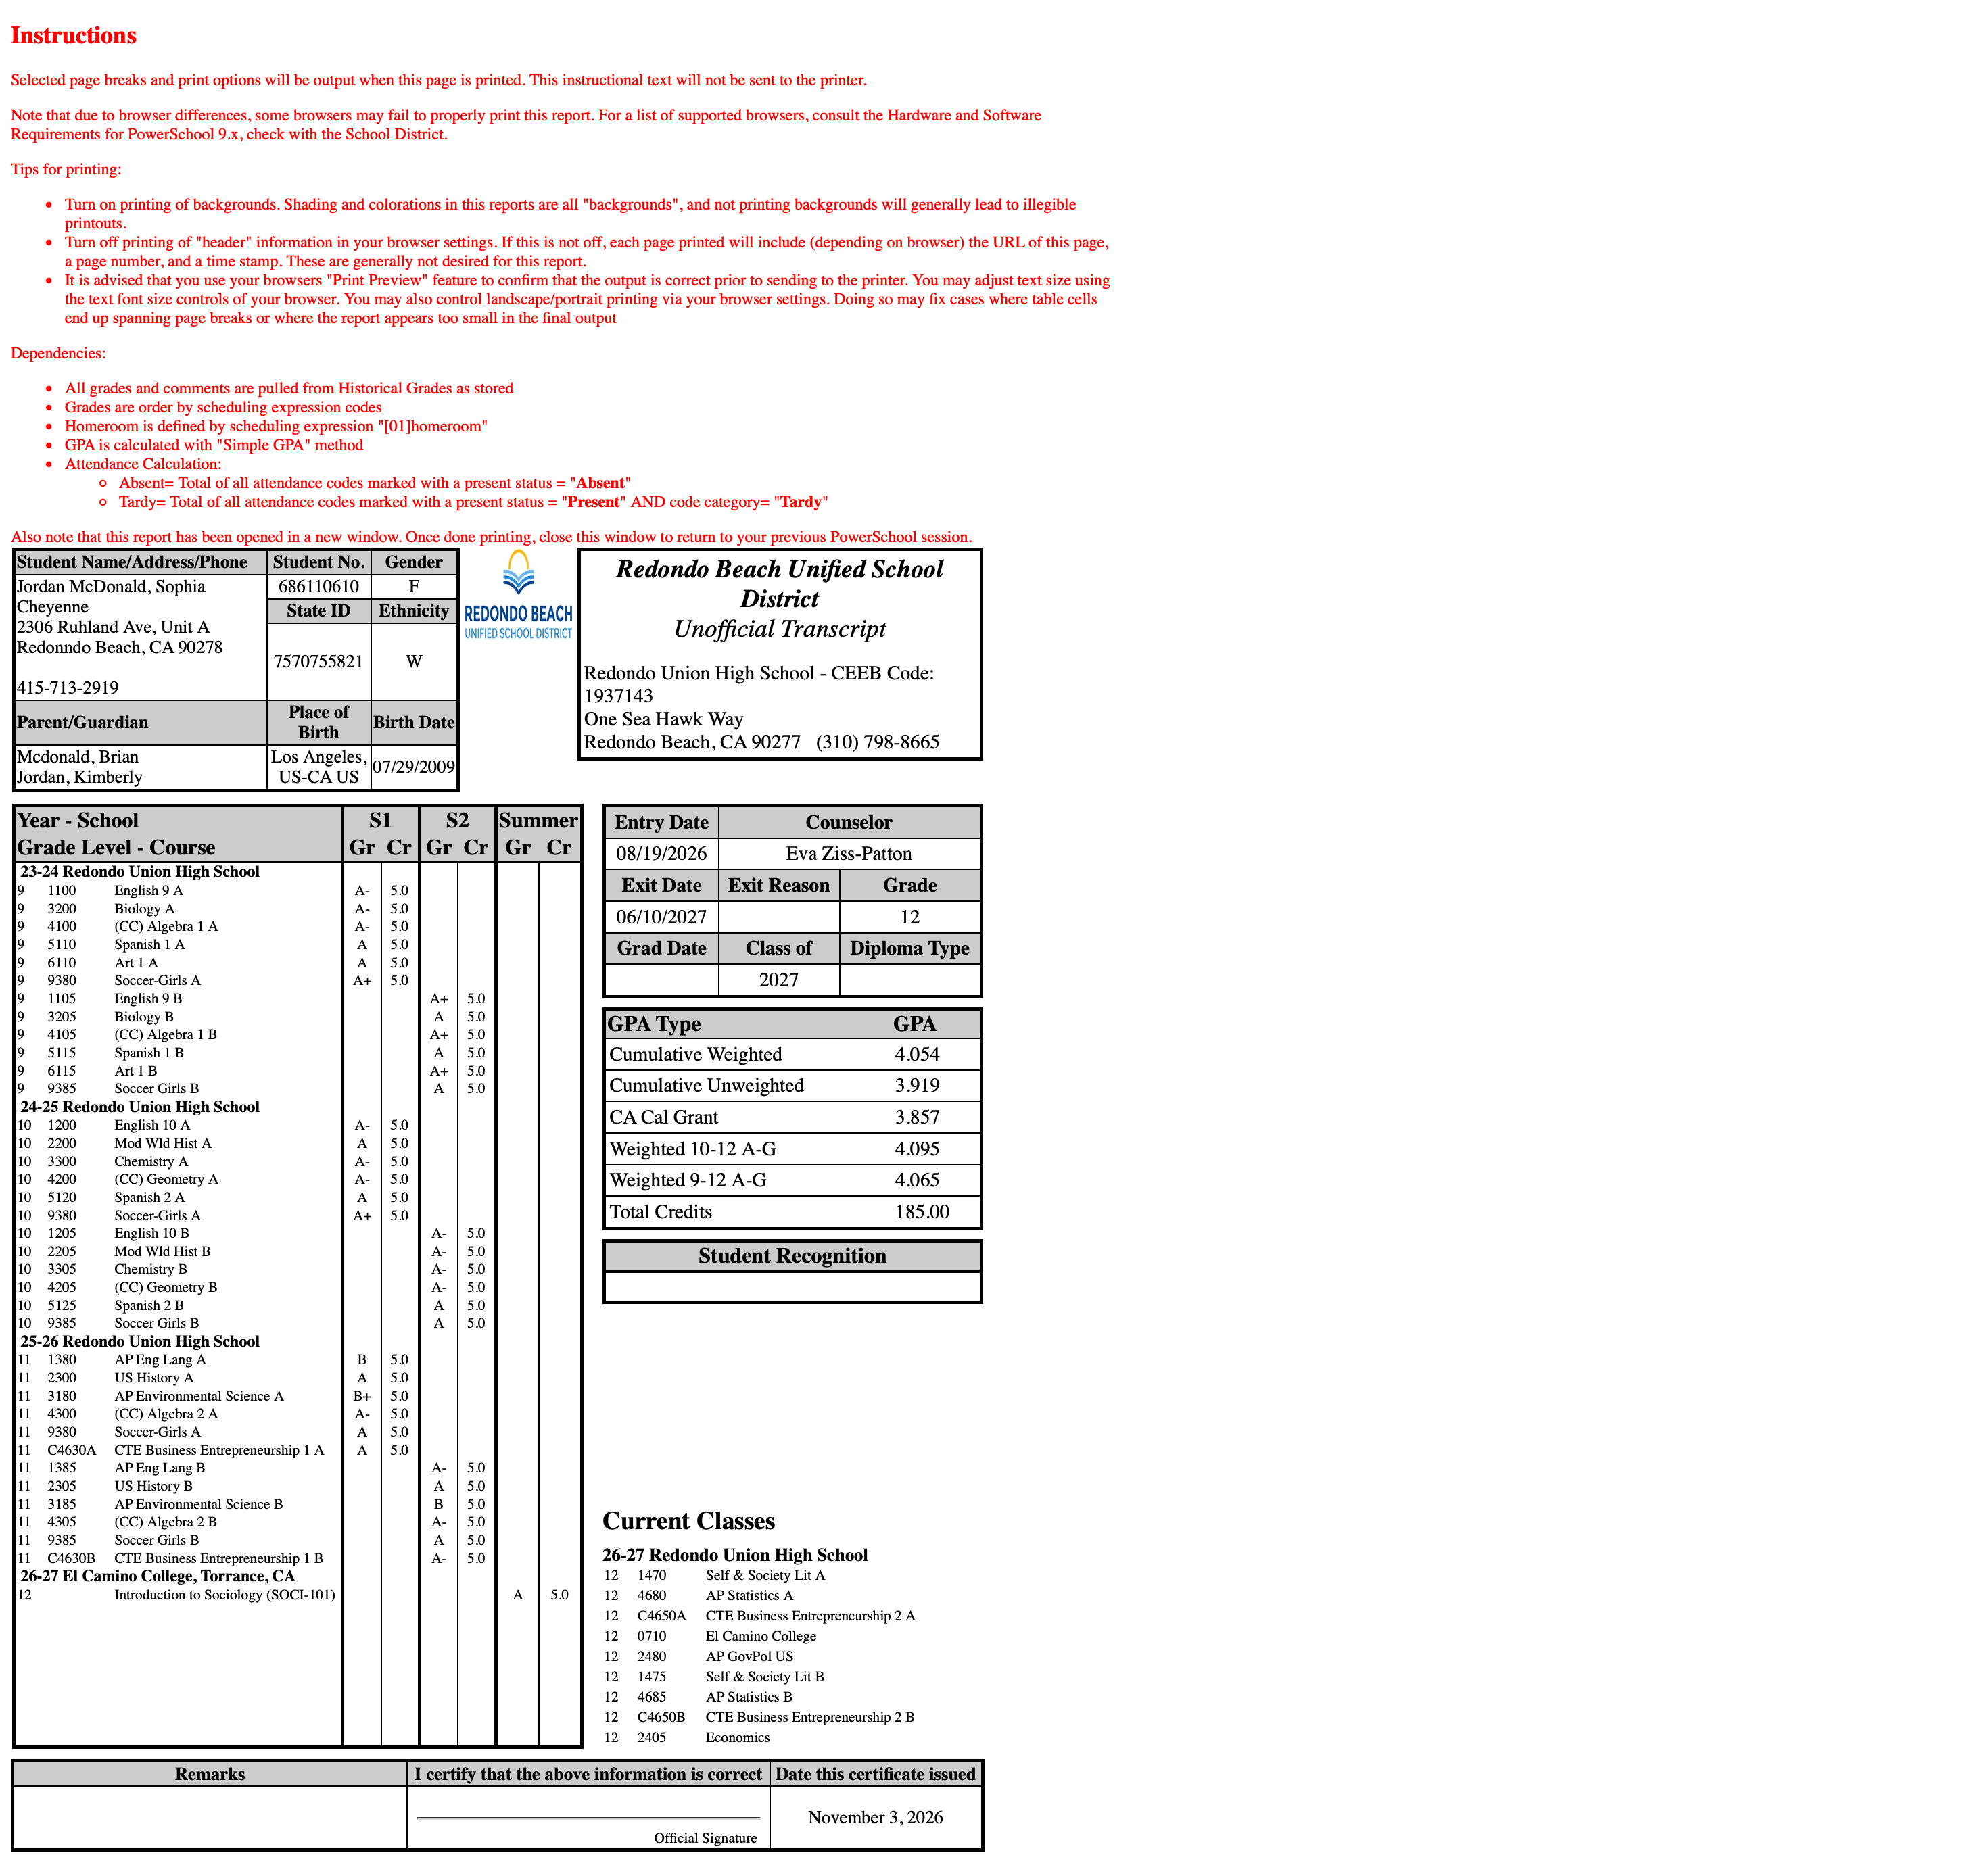 Instructions
Selected page breaks and print options will be output when this page is printed. This instructional text will not be sent to the printer.
Note that due to browser differences, some browsers may fail to properly print this report. For a list of supported browsers, consult the Hardware and Software
Requirements for PowerSchool 9.x, check with the School District.
Tips for printing:
• Turn on printing of backgrounds. Shading and colorations in this reports are all "backgrounds", and not printing backgrounds will generally lead to illegible
printouts.
• Turn off printing of "header" information in your browser settings. If this is not off, each page printed will include (depending on browser) the URL of this page,
a page number, and a time stamp. These are generally not desired for this report.
• It is advised that you use your browsers "Print Preview" feature to confirm that the output is correct prior to sending to the printer. You may adjust text size using
the text font size controls of your browser. You may also control landscape/portrait printing via your browser settings. Doing so may fix cases where table cells
end up spanning page breaks or where the report appears too small in the final output
Dependencies:
• All grades and comments are pulled from Historical Grades as stored
• Grades are order by scheduling expression codes
• Homeroom is defined by scheduling expression "[01]homeroom"
• GPA is calculated with "Simple GPA" method
• Attendance Calculation:
◦ Absent= Total of all attendance codes marked with a present status = "Absent"
◦ Tardy= Total of all attendance codes marked with a present status = "Present" AND code category= "Tardy"
Also note that this report has been opened in a new window. Once done printing, close this window to return to your previous PowerSchool session.
Student Name/Address/Phone Student No. Gender
Jordan McDonald, Sophia 686110610 F
Cheyenne State ID Ethnicity
2306 Ruhland Ave, Unit A
Redonndo Beach, CA 90278
7570755821 W
415-713-2919
Parent/Guardian Place of Birth Birth Date
Mcdonald, Brian Los Angeles, 07/29/2009
Jordan, Kimberly US-CA US
REDONDO BEACH
UNIFIED SCHOOL DISTRICT
Redondo Beach Unified School
District
Unofficial Transcript
Redondo Union High School - CEEB Code:
1937143
One Sea Hawk Way
Redondo Beach, CA 90277 (310) 798-8665
Year - School S1 S2 Summer
Grade Level - Course Gr Cr Gr Cr Gr Cr
23-24 Redondo Union High School
9 1100 English 9 A A- 5.0
9 3200 Biology A A- 5.0
9 4100 (CC) Algebra 1 A A- 5.0
9 5110 Spanish 1 A A 5.0
9 6110 Art 1 A A 5.0
9 9380 Soccer-Girls A A+ 5.0
9 1105 English 9 B A+ 5.0
9 3205 Biology B A 5.0
9 4105 (CC) Algebra 1 B A+ 5.0
9 5115 Spanish 1 B A 5.0
9 6115 Art 1 B A+ 5.0
9 9385 Soccer Girls B A 5.0
24-25 Redondo Union High School
10 1200 English 10 A A- 5.0
10 2200 Mod Wld Hist A A 5.0
10 3300 Chemistry A A- 5.0
10 4200 (CC) Geometry A A- 5.0
10 5120 Spanish 2 A A 5.0
10 9380 Soccer-Girls A A+ 5.0
10 1205 English 10 B A- 5.0
10 2205 Mod Wld Hist B A- 5.0
10 3305 Chemistry B A- 5.0
10 4205 (CC) Geometry B A- 5.0
10 5125 Spanish 2 B A 5.0
10 9385 Soccer Girls B A 5.0
25-26 Redondo Union High School
11 1380 AP Eng Lang A B 5.0
11 2300 US History A A 5.0
11 3180 AP Environmental Science A B+ 5.0
11 4300 (CC) Algebra 2 A A- 5.0
11 9380 Soccer-Girls A A 5.0
11 C4630A CTE Business Entrepreneurship 1 A A 5.0
11 1385 AP Eng Lang B A- 5.0
11 2305 US History B A 5.0
11 3185 AP Environmental Science B B 5.0
11 4305 (CC) Algebra 2 B A- 5.0
11 9385 Soccer Girls B A 5.0
11 C4630B CTE Business Entrepreneurship 1 B A- 5.0
26-27 El Camino College, Torrance, CA
12 Introduction to Sociology (SOCI-101) A 5.0
Entry Date Counselor
08/19/2026 Eva Ziss-Patton
Exit Date Exit Reason Grade
06/10/2027 12
Grad Date Class of Diploma Type
2027
GPA Type GPA
Cumulative Weighted 4.054
Cumulative Unweighted 3.919
CA Cal Grant 3.857
Weighted 10-12 A-G 4.095
Weighted 9-12 A-G 4.065
Total Credits 185.00
Student Recognition
Current Classes
26-27 Redondo Union High School
12 1470 Self & Society Lit A
12 4680 AP Statistics A
12 C4650A CTE Business Entrepreneurship 2 A
12 0710 El Camino College
12 2480 AP GovPol US
12 1475 Self & Society Lit B
12 4685 AP Statistics B
12 C4650B CTE Business Entrepreneurship 2 B
12 2405 Economics
Remarks I certify that the above information is correct Date this certificate issued
November 3, 2026
Official Signature